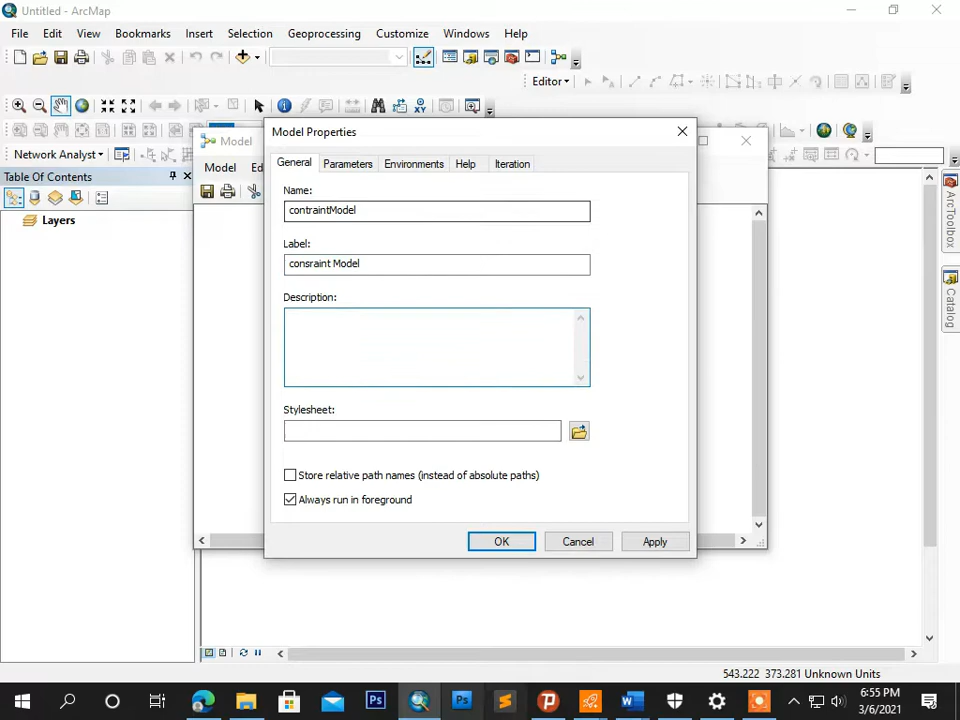 Untitled - ArcMap
File Edit View Bookmarks Insert Selection Geoprocessing Customize Windows Help
Editor
Network Analyst
Table Of Contents
Layers
Model
Model Ed
Model Properties
General Parameters Environments Help Iteration
Name:
contraintModel
Label:
consraint Model
Description:
Stylesheet:
Store relative path names (instead of absolute paths)
Always run in foreground
OK Cancel Apply
ArcToolbox
Catalog
543.222 373.281 Unknown Units
6:55 PM
3/6/2021